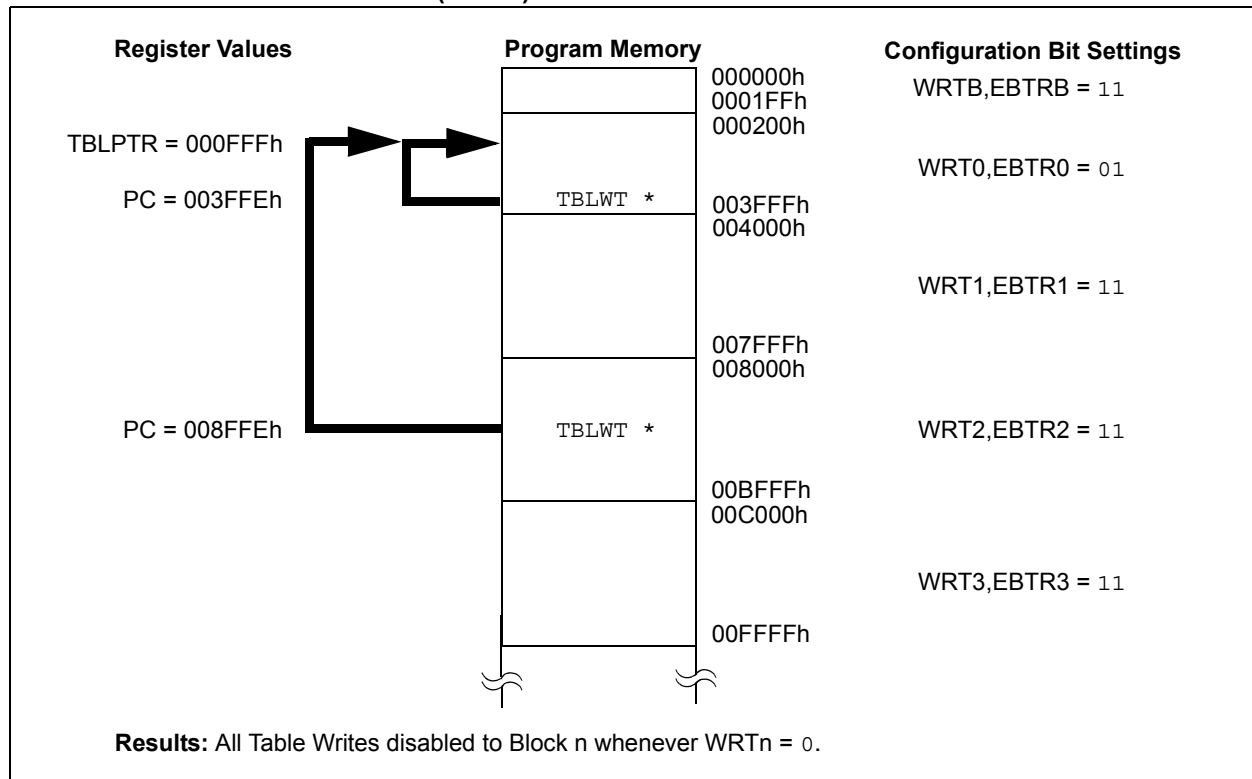 Register Values Program Memory Configuration Bit Settings
000000h
WRTB,EBTRB = 11
0001FFh
000200h
TBLPTR = 000FFFh
WRT0,EBTR0 = 01
PC = 003FFEh TBLWT * 003FFFh
004000h
WRT1,EBTR1 = 11
007FFFh
008000h
PC = 008FFEh TBLWT * WRT2,EBTR2 = 11
00BFFFh
00C000h
WRT3,EBTR3 = 11
00FFFFh
Results: All Table Writes disabled to Block n whenever WRTn = 0.